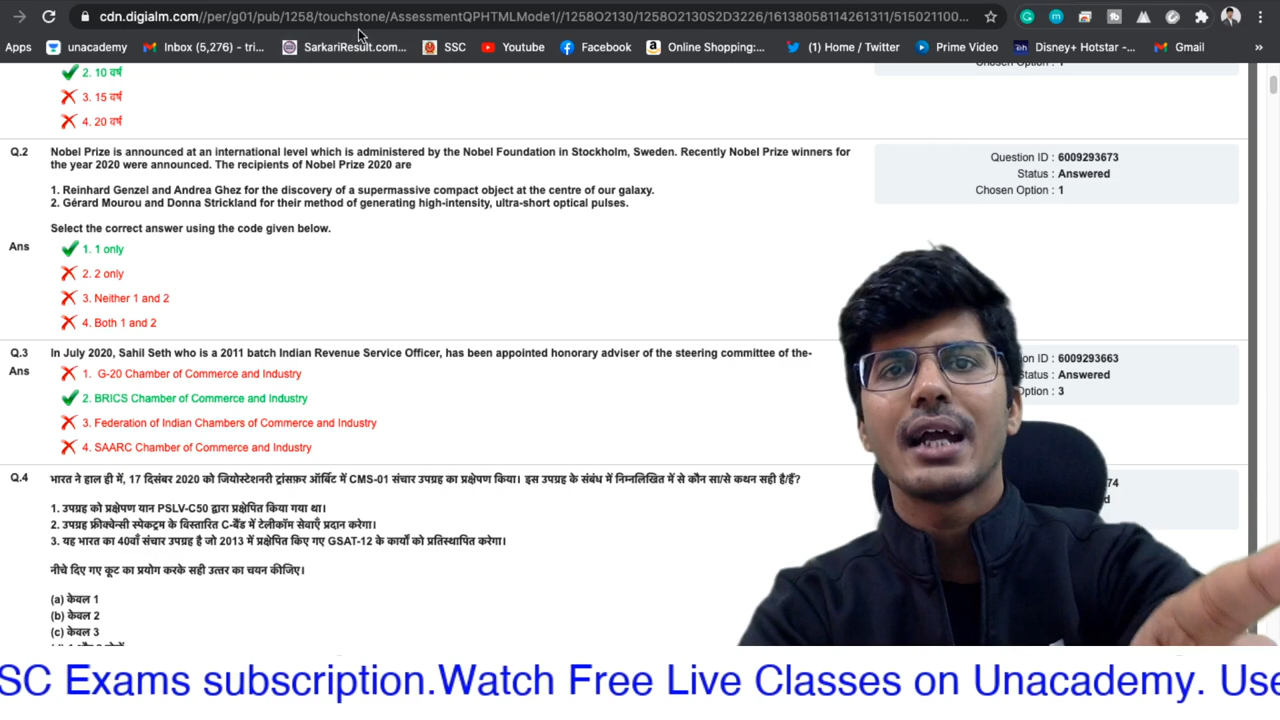 cdn.digialm.com//per/g01/pub/1258/touchstone/AssessmentQPHTMLMode1//1258O2130/1258O2130S2D3226/16138058114261311/515021100...
Apps unacademy Inbox (5,276) - tri... SarkariResult.com... SSC Youtube Facebook Online Shopping:... (1) Home / Twitter Prime Video Disney+ Hotstar -... Gmail »
2. 10 वर्ष
3. 15 वर्ष
4. 20 वर्ष
Q.2 Nobel Prize is announced at an international level which is administered by the Nobel Foundation in Stockholm, Sweden. Recently Nobel Prize winners for
the year 2020 were announced. The recipients of Nobel Prize 2020 are
1. Reinhard Genzel and Andrea Ghez for the discovery of a supermassive compact object at the centre of our galaxy.
2. Gérard Mourou and Donna Strickland for their method of generating high-intensity, ultra-short optical pulses.
Select the correct answer using the code given below.
Ans 1. 1 only
2. 2 only
3. Neither 1 and 2
4. Both 1 and 2
Question ID : 6009293673
Status : Answered
Chosen Option : 1
Q.3 In July 2020, Sahil Seth who is a 2011 batch Indian Revenue Service Officer, has been appointed honorary adviser of the steering committee of the-
Ans 1. G-20 Chamber of Commerce and Industry
2. BRICS Chamber of Commerce and Industry
3. Federation of Indian Chambers of Commerce and Industry
4. SAARC Chamber of Commerce and Industry
on ID : 6009293663
Status : Answered
Option : 3
Q.4 भारत ने हाल ही में, 17 दिसंबर 2020 को जियोस्टेशनरी ट्रांसफ़र ऑर्बिट में CMS-01 संचार उपग्रह का प्रक्षेपण किया। इस उपग्रह के संबंध में निम्नलिखित में से कौन सा/से कथन सही है/हैं?
1. उपग्रह को प्रक्षेपण यान PSLV-C50 द्वारा प्रक्षेपित किया गया था।
2. उपग्रह फ्रीक्वेन्सी स्पेकट्रम के विस्तारित C-बैंड में टेलीकॉम सेवाएँ प्रदान करेगा।
3. यह भारत का 40वाँ संचार उपग्रह है जो 2013 में प्रक्षेपित किए गए GSAT-12 के कार्यों को प्रतिस्थापित करेगा।
नीचे दिए गए कूट का प्रयोग करके सही उत्तर का चयन कीजिए।
(a) केवल 1
(b) केवल 2
(c) केवल 3
74
SC Exams subscription.Watch Free Live Classes on Unacademy. Use